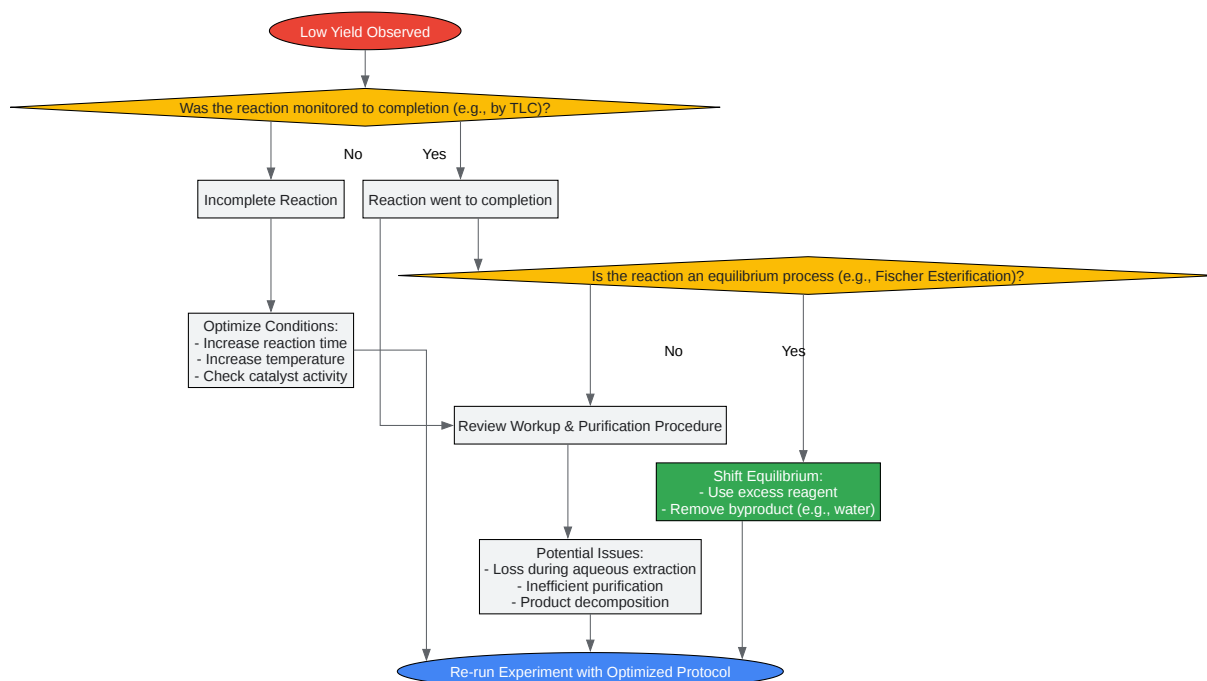 Low Yield Observed
Was the reaction monitored to completion (e.g., by TLC)?
No
Yes
Incomplete Reaction
Reaction went to completion
Is the reaction an equilibrium process (e.g., Fischer Esterification)?
Optimize Conditions:
- Increase reaction time
- Increase temperature
- Check catalyst activity
No
Yes
Review Workup & Purification Procedure
Shift Equilibrium:
- Use excess reagent
- Remove byproduct (e.g., water)
Potential Issues:
- Loss during aqueous extraction
- Inefficient purification
- Product decomposition
Re-run Experiment with Optimized Protocol